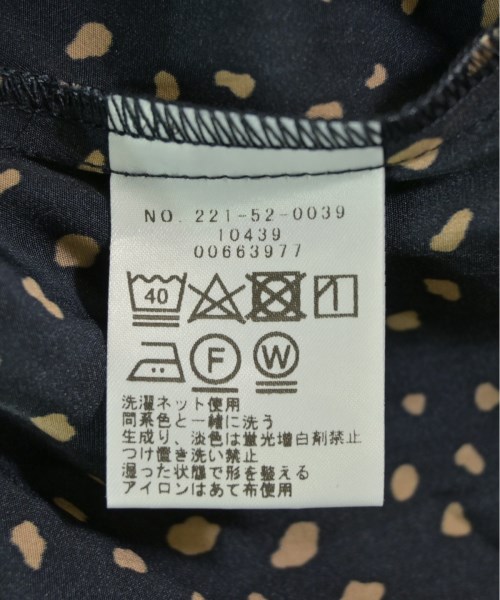 NO. 221-52-0039
10439
00663977
40
F W
洗濯ネット使用
同系色と一緒に洗う
生成り、淡色は蛍光増白剤禁止
つけ置き洗い禁止
湿った状態で形を整える
アイロンはあて布使用